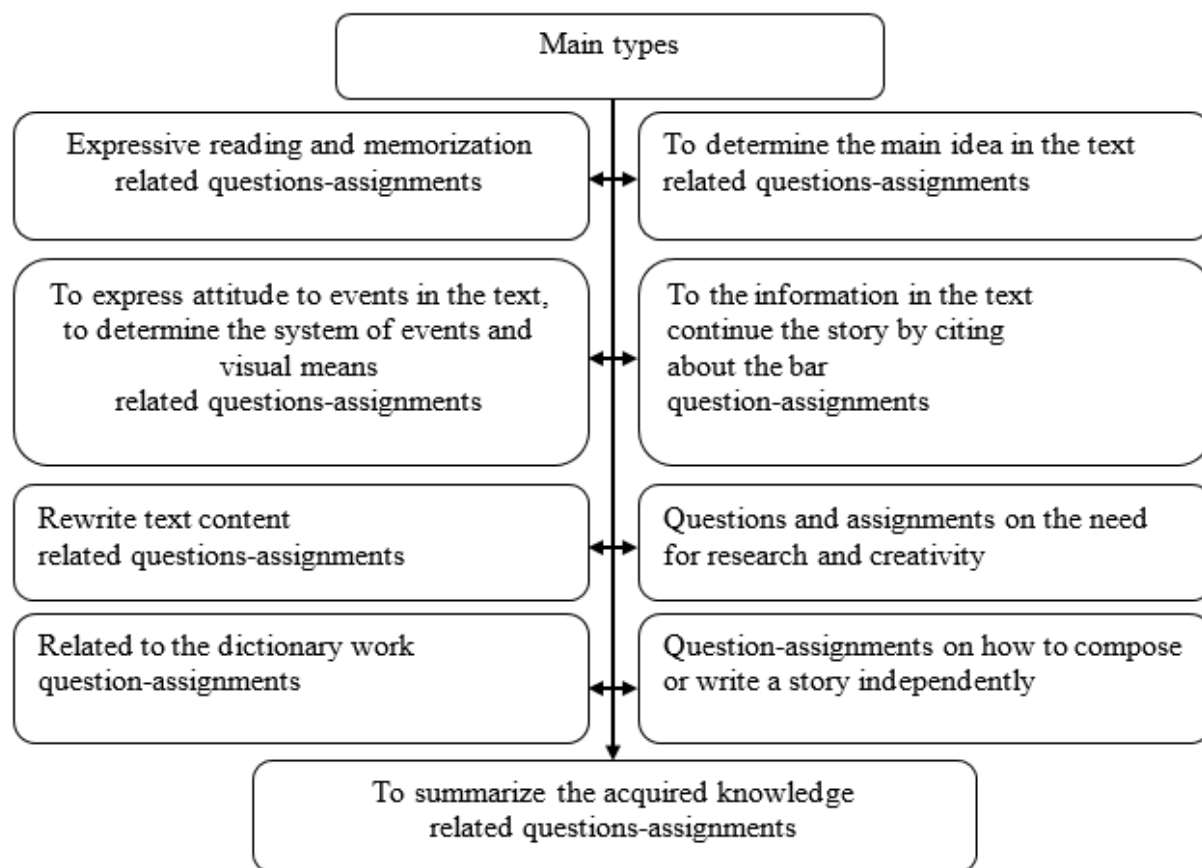 Main types
Expressive reading and memorization
related questions-assignments
To determine the main idea in the text
related questions-assignments
To express attitude to events in the text,
to determine the system of events and
visual means
related questions-assignments
To the information in the text
continue the story by citing
about the bar
question-assignments
Rewrite text content
related questions-assignments
Questions and assignments on the need
for research and creativity
Related to the dictionary work
question-assignments
Question-assignments on how to compose
or write a story independently
To summarize the acquired knowledge
related questions-assignments